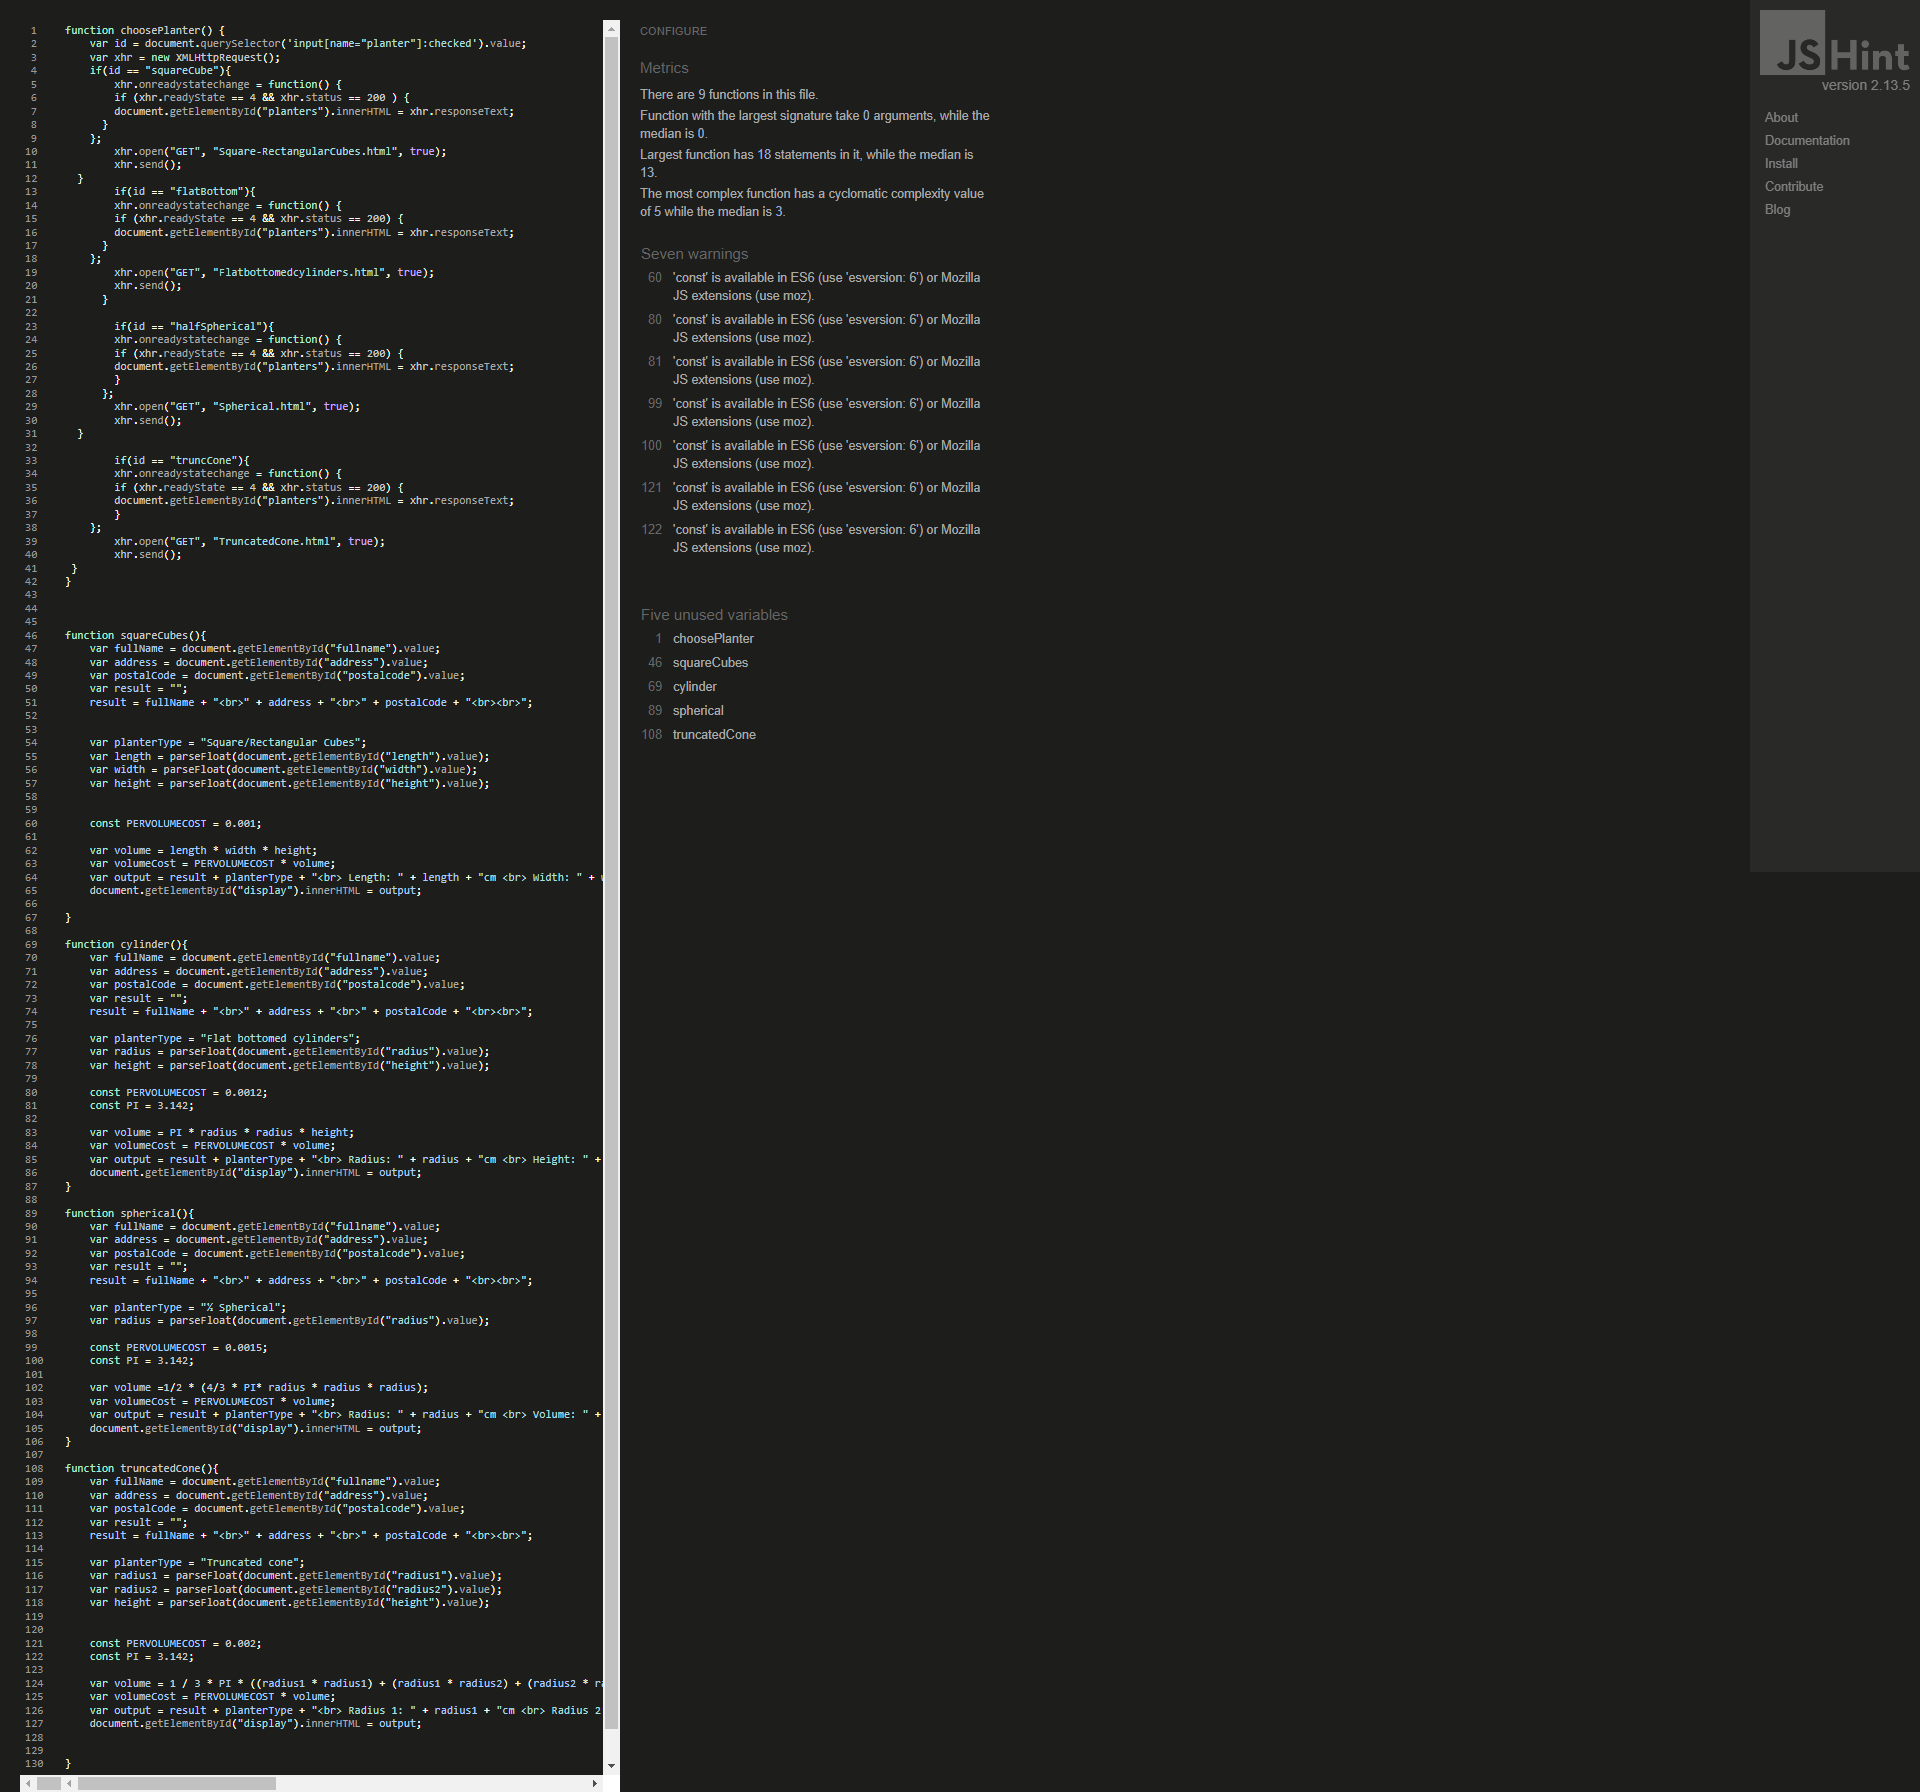 1 function choosePlanter() {
2 var id = document.querySelector('input[name="planter"]:checked').value;
3 var xhr = new XMLHttpRequest();
4 if(id == "squareCube"){
5 xhr.onreadystatechange = function() {
6 if (xhr.readyState == 4 && xhr.status == 200 ) {
7 document.getElementById("planters").innerHTML = xhr.responseText;
8 }
9 };
10 xhr.open("GET", "Square-RectangularCubes.html", true);
11 xhr.send();
12 }
13 if(id == "flatBottom"){
14 xhr.onreadystatechange = function() {
15 if (xhr.readyState == 4 && xhr.status == 200) {
16 document.getElementById("planters").innerHTML = xhr.responseText;
17 }
18 };
19 xhr.open("GET", "Flatbottomedcylinders.html", true);
20 xhr.send();
21 }
22
23 if(id == "halfSpherical"){
24 xhr.onreadystatechange = function() {
25 if (xhr.readyState == 4 && xhr.status == 200) {
26 document.getElementById("planters").innerHTML = xhr.responseText;
27 }
28 };
29 xhr.open("GET", "Spherical.html", true);
30 xhr.send();
31 }
32
33 if(id == "truncCone"){
34 xhr.onreadystatechange = function() {
35 if (xhr.readyState == 4 && xhr.status == 200) {
36 document.getElementById("planters").innerHTML = xhr.responseText;
37 }
38 };
39 xhr.open("GET", "TruncatedCone.html", true);
40 xhr.send();
41 }
42 }
43
44
45
46 function squareCubes(){
47 var fullName = document.getElementById("fullname").value;
48 var address = document.getElementById("address").value;
49 var postalCode = document.getElementById("postalcode").value;
50 var result = "";
51 result = fullName + "<br>" + address + "<br>" + postalCode + "<br><br>";
52
53
54 var planterType = "Square/Rectangular Cubes";
55 var length = parseFloat(document.getElementById("length").value);
56 var width = parseFloat(document.getElementById("width").value);
57 var height = parseFloat(document.getElementById("height").value);
58
59
60 const PERVOLUMECOST = 0.001;
61
62 var volume = length * width * height;
63 var volumeCost = PERVOLUMECOST * volume;
64 var output = result + planterType + "<br> Length: " + length + "cm <br> Width: " +
65 document.getElementById("display").innerHTML = output;
66
67 }
68
69 function cylinder(){
70 var fullName = document.getElementById("fullname").value;
71 var address = document.getElementById("address").value;
72 var postalCode = document.getElementById("postalcode").value;
73 var result = "";
74 result = fullName + "<br>" + address + "<br>" + postalCode + "<br><br>";
75
76 var planterType = "Flat bottomed cylinders";
77 var radius = parseFloat(document.getElementById("radius").value);
78 var height = parseFloat(document.getElementById("height").value);
79
80 const PERVOLUMECOST = 0.0012;
81 const PI = 3.142;
82
83 var volume = PI * radius * radius * height;
84 var volumeCost = PERVOLUMECOST * volume;
85 var output = result + planterType + "<br> Radius: " + radius + "cm <br> Height: " +
86 document.getElementById("display").innerHTML = output;
87 }
88
89 function spherical(){
90 var fullName = document.getElementById("fullname").value;
91 var address = document.getElementById("address").value;
92 var postalCode = document.getElementById("postalcode").value;
93 var result = "";
94 result = fullName + "<br>" + address + "<br>" + postalCode + "<br><br>";
95
96 var planterType = "% Spherical";
97 var radius = parseFloat(document.getElementById("radius").value);
98
99 const PERVOLUMECOST = 0.0015;
100 const PI = 3.142;
101
102 var volume =1/2 * (4/3 * PI* radius * radius * radius);
103 var volumeCost = PERVOLUMECOST * volume;
104 var output = result + planterType + "<br> Radius: " + radius + "cm <br> Volume: " +
105 document.getElementById("display").innerHTML = output;
106 }
107
108 function truncatedCone(){
109 var fullName = document.getElementById("fullname").value;
110 var address = document.getElementById("address").value;
111 var postalCode = document.getElementById("postalcode").value;
112 var result = "";
113 result = fullName + "<br>" + address + "<br>" + postalCode + "<br><br>";
114
115 var planterType = "Truncated cone";
116 var radius1 = parseFloat(document.getElementById("radius1").value);
117 var radius2 = parseFloat(document.getElementById("radius2").value);
118 var height = parseFloat(document.getElementById("height").value);
119
120
121 const PERVOLUMECOST = 0.002;
122 const PI = 3.142;
123
124 var volume = 1 / 3 * PI * ((radius1 * radius1) + (radius1 * radius2) + (radius2 *
125 var volumeCost = PERVOLUMECOST * volume;
126 var output = result + planterType + "<br> Radius 1: " + radius1 + "cm <br> Radius 2
127 document.getElementById("display").innerHTML = output;
128
129
130 }
CONFIGURE
Metrics
There are 9 functions in this file.
Function with the largest signature take 0 arguments, while the
median is 0.
Largest function has 18 statements in it, while the median is
13.
The most complex function has a cyclomatic complexity value
of 5 while the median is 3.
Seven warnings
60 'const' is available in ES6 (use 'esversion: 6') or Mozilla
JS extensions (use moz).
80 'const' is available in ES6 (use 'esversion: 6') or Mozilla
JS extensions (use moz).
81 'const' is available in ES6 (use 'esversion: 6') or Mozilla
JS extensions (use moz).
99 'const' is available in ES6 (use 'esversion: 6') or Mozilla
JS extensions (use moz).
100 'const' is available in ES6 (use 'esversion: 6') or Mozilla
JS extensions (use moz).
121 'const' is available in ES6 (use 'esversion: 6') or Mozilla
JS extensions (use moz).
122 'const' is available in ES6 (use 'esversion: 6') or Mozilla
JS extensions (use moz).
Five unused variables
1 choosePlanter
46 squareCubes
69 cylinder
89 spherical
108 truncatedCone
JSHint
version 2.13.5
About
Documentation
Install
Contribute
Blog